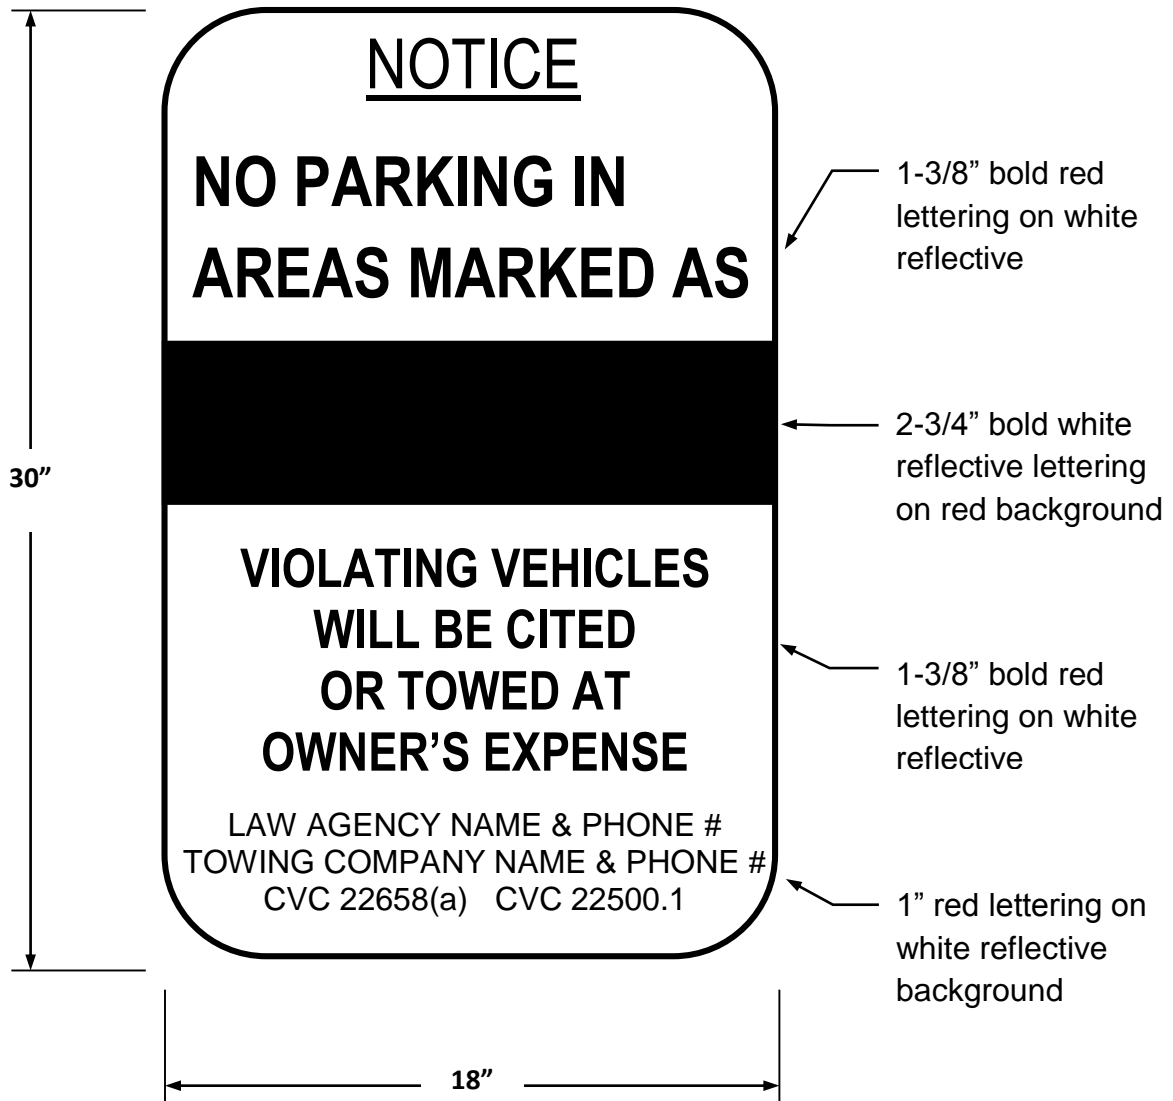 NOTICE
NO PARKING IN
AREAS MARKED AS
VIOLATING VEHICLES
WILL BE CITED
OR TOWED AT
OWNER’S EXPENSE
LAW AGENCY NAME & PHONE #
TOWING COMPANY NAME & PHONE #
CVC 22658(a) CVC 22500.1
30”
18”
1-3/8” bold red
lettering on white
reflective
2-3/4” bold white
reflective lettering
on red background
1-3/8” bold red
lettering on white
reflective
1” red lettering on
white reflective
background